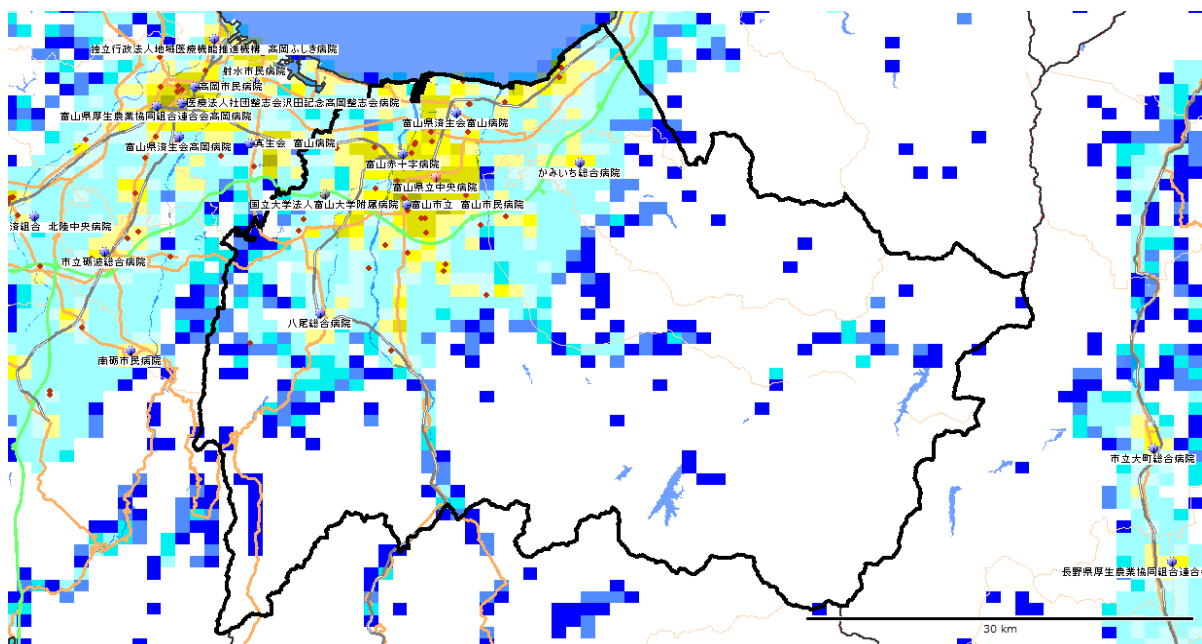 独立行政法人地域医療機能推進機構 高岡ふしき病院
射水市民病院
高岡市民病院
医療法人社団整志会沢田記念高岡整志会病院
富山県厚生農業協同組合連合会高岡病院
富山県済生会富山病院
富山県済生会高岡病院
真生会 富山病院
富山赤十字病院
かみいち総合病院
富山県立中央病院
国立大学法人富山大学附属病院
富山市立 富山市民病院
済組合 北陸中央病院
市立砺波総合病院
八尾総合病院
南砺市民病院
市立大町総合病院
長野県厚生農業協同組合連合会
30 km